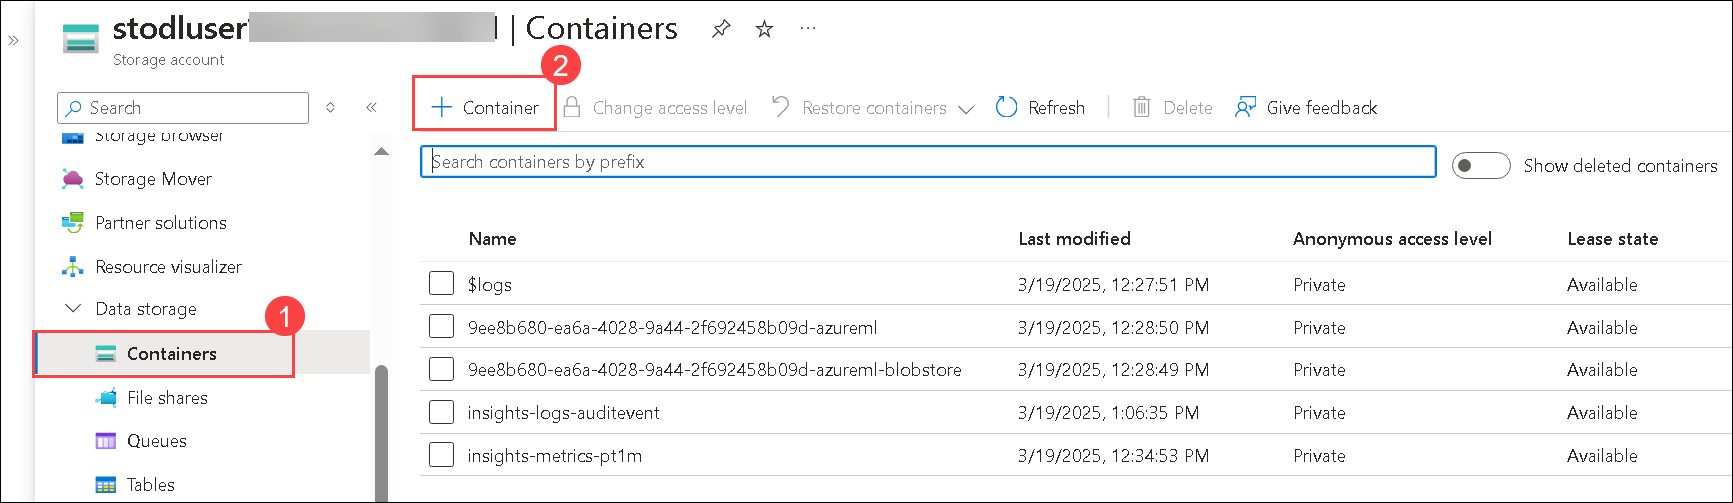 stodluser | Containers
Storage account
Search
Storage browser
Storage Mover
Partner solutions
Resource visualizer
Data storage
1
Containers
File shares
Queues
Tables
2
Container Change access level Restore containers Refresh Delete Give feedback
Search containers by prefix Show deleted containers
Name Last modified Anonymous access level Lease state
$logs 3/19/2025, 12:27:51 PM Private Available
9ee8b680-ea6a-4028-9a44-2f692458b09d-azureml 3/19/2025, 12:28:50 PM Private Available
9ee8b680-ea6a-4028-9a44-2f692458b09d-azureml-blobstore 3/19/2025, 12:28:49 PM Private Available
insights-logs-auditevent 3/19/2025, 1:06:35 PM Private Available
insights-metrics-pt1m 3/19/2025, 12:34:53 PM Private Available